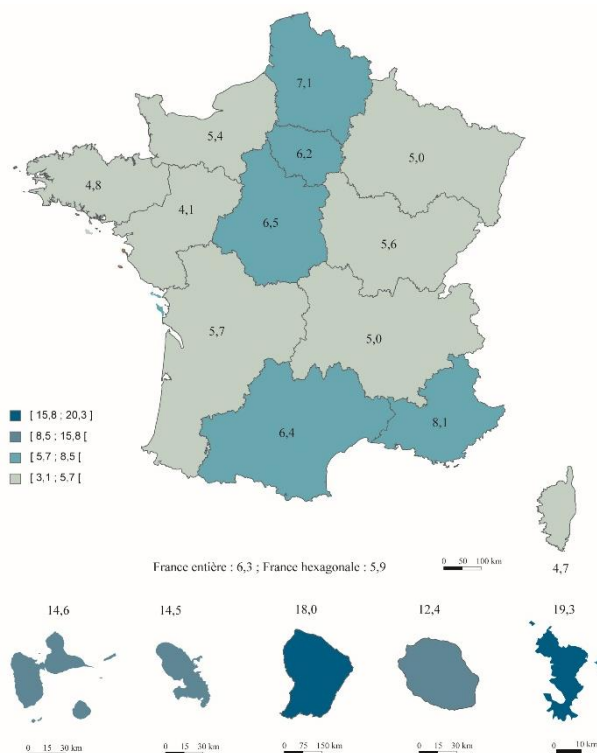 7,1
5,4
6,2
5,0
4,8
4,1
6,5
5,6
5,7
5,0
8,1
6,4
[ 15,8 ; 20,3 ]
[ 8,5 ; 15,8 [
[ 5.7 ; 8,5 [
[ 3,1 ; 5.7 [
France entière : 6,3 ; France hexagonale : 5,9
0 50 100 km
4,7
14,6 14,5 18,0 12,4 19,3
0 15 30 km 0 15 30 km 0 75 150 km 0 15 30 km 0 10 km